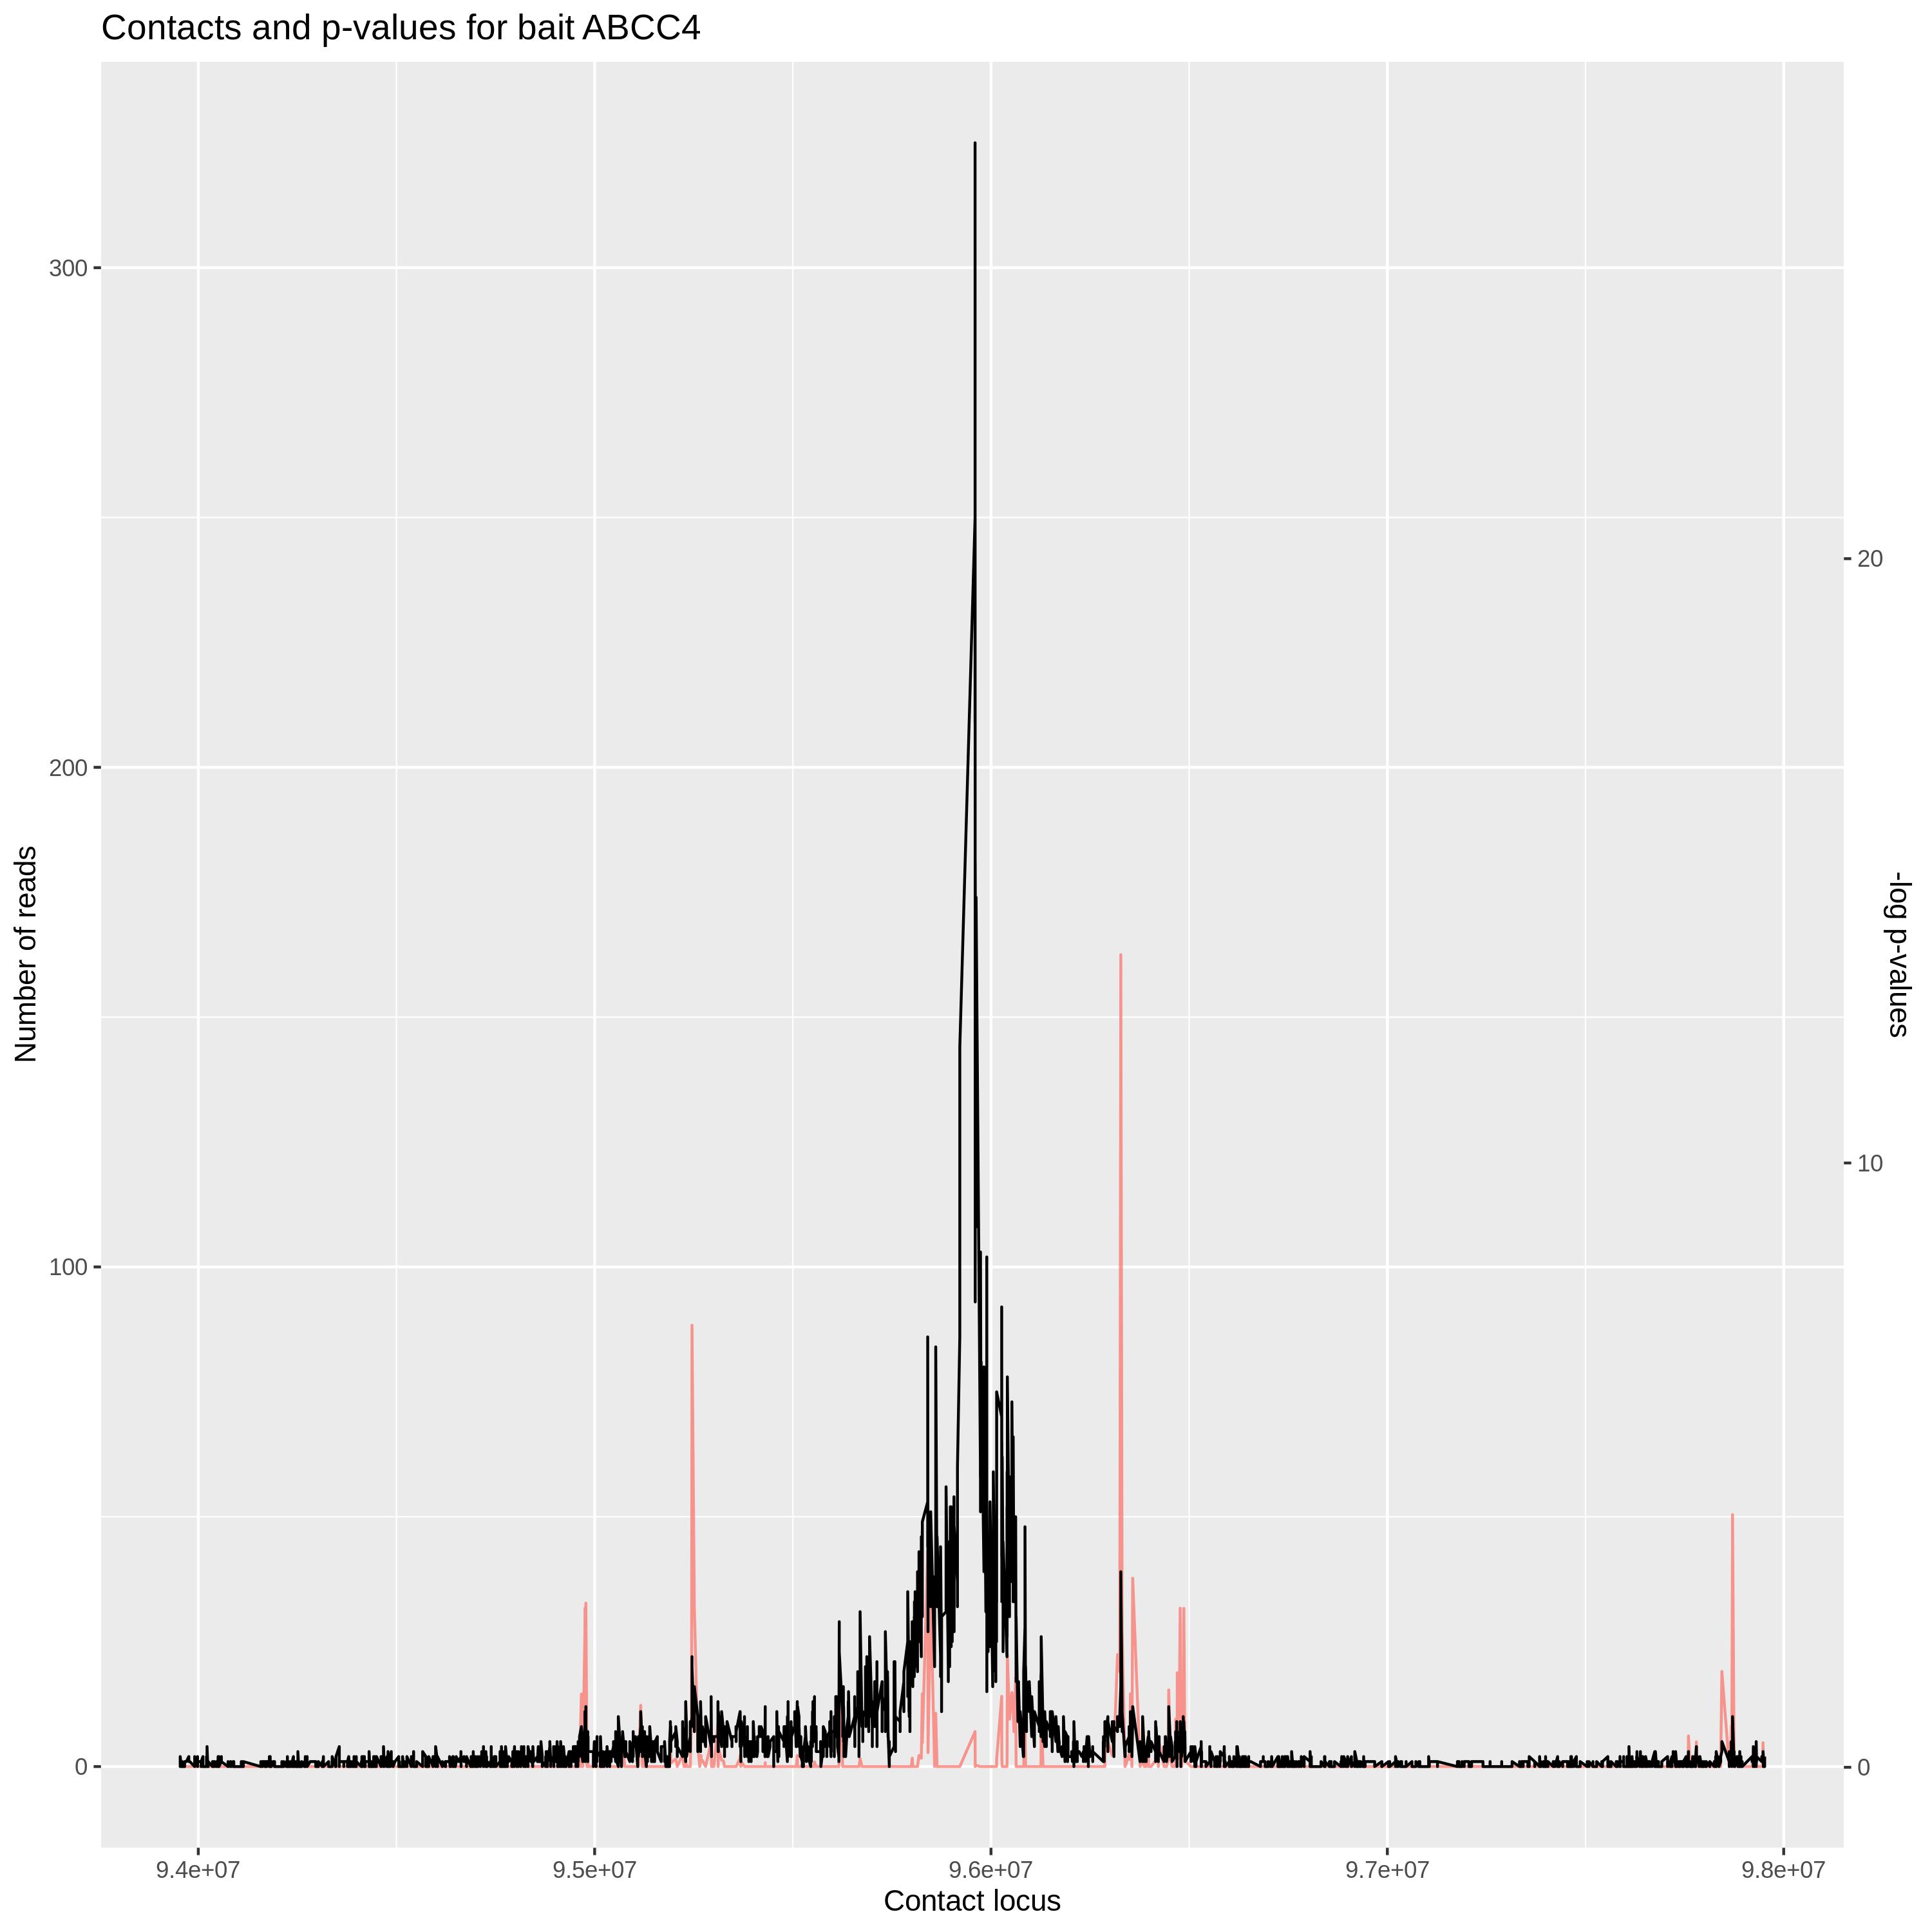 Contacts and p-values for bait ABCC4
300
200
100
0
20
10
0
Number of reads
-log p-values
9.4e+07 9.5e+07 9.6e+07 9.7e+07 9.8e+07
Contact locus